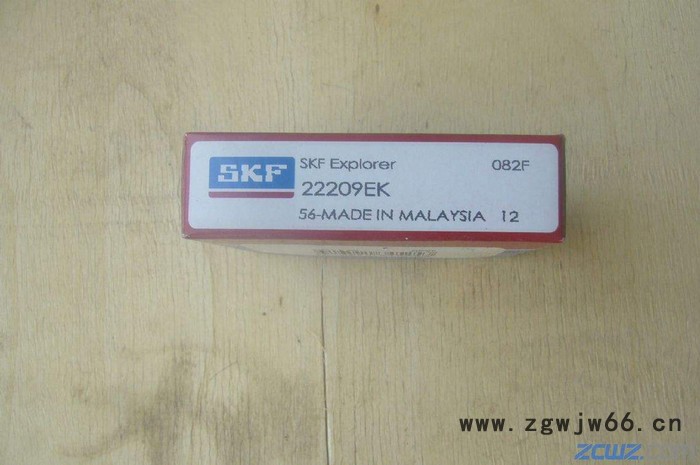 SKF
SKF Explorer 082F
22209EK
56-MADE IN MALAYSIA 12
www.zgwjw66.cn